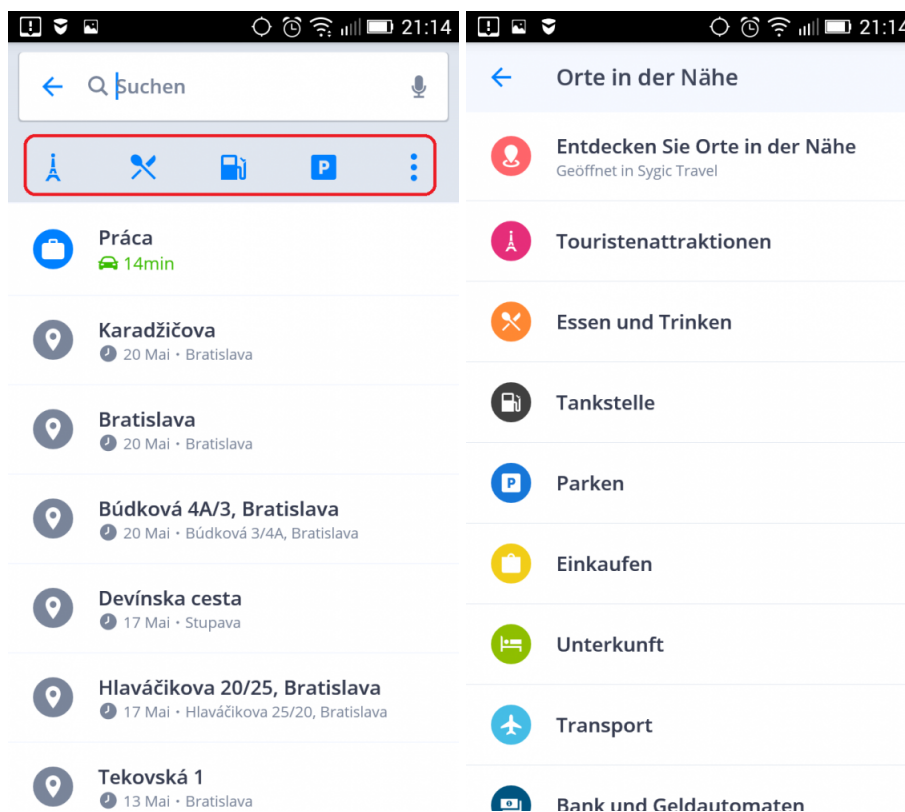 21:14
Suchen
P
Práca
14min
Karadžičova
20 Mai • Bratislava
Bratislava
20 Mai • Bratislava
Búdková 4A/3, Bratislava
20 Mai • Búdková 3/4A, Bratislava
Devínska cesta
17 Mai • Stupava
Hlaváčikova 20/25, Bratislava
17 Mai • Hlaváčikova 25/20, Bratislava
Tekovská 1
13 Mai • Bratislava
21:14
Orte in der Nähe
Entdecken Sie Orte in der Nähe
Geöffnet in Sygic Travel
Touristenattraktionen
Essen und Trinken
Tankstelle
P
Parken
Einkaufen
Unterkunft
Transport
Bank und Geldautomaten